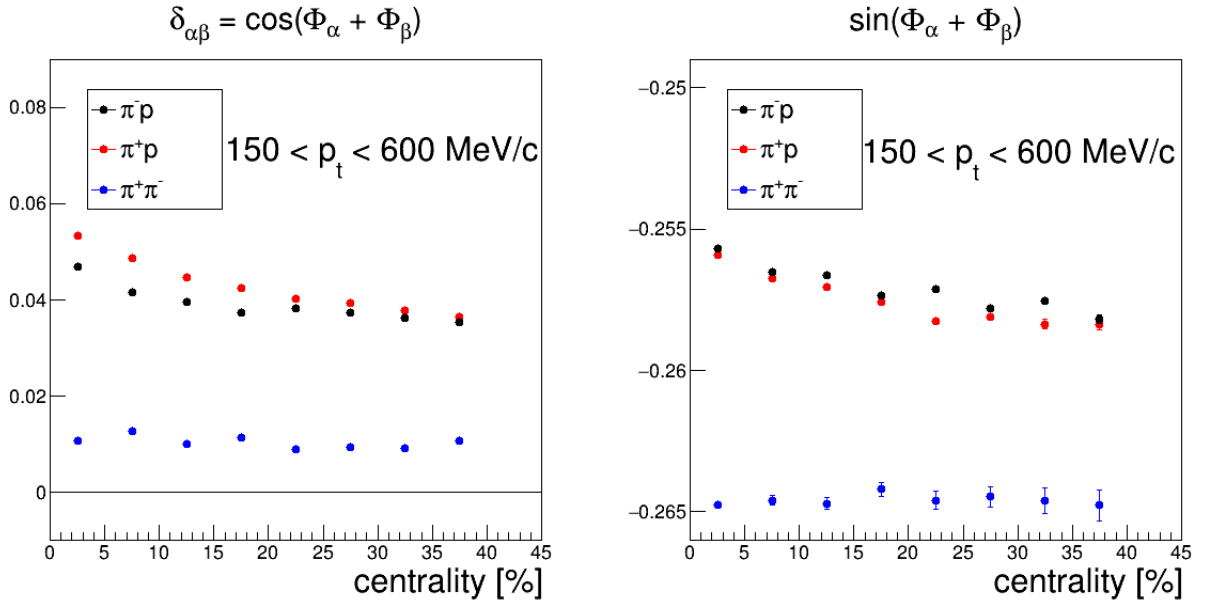 δαβ = cos(Φα + Φβ)
0.08
0.06
0.04
0.02
0
π⁻p
π⁺p
π⁺π⁻
150 < pt < 600 MeV/c
0 5 10 15 20 25 30 35 40 45
centrality [%]
sin(Φα + Φβ)
−0.25
−0.255
−0.26
−0.265
π⁻p
π⁺p
π⁺π⁻
150 < pt < 600 MeV/c
0 5 10 15 20 25 30 35 40 45
centrality [%]